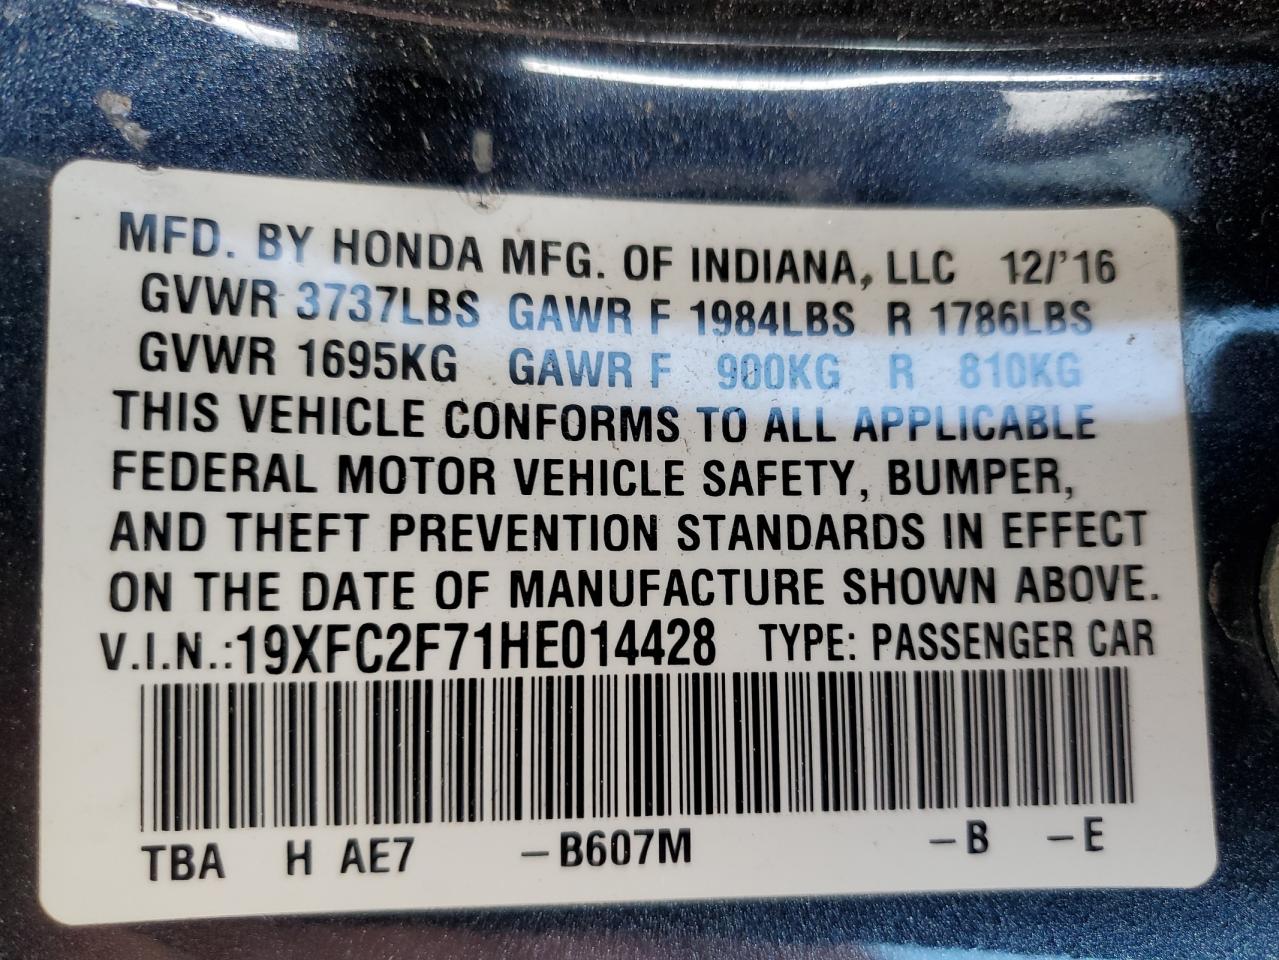 MFD. BY HONDA MFG. OF INDIANA, LLC 12/'16
GVWR 3737LBS GAWR F 1984LBS R 1786LBS
GVWR 1695KG GAWR F 900KG R 810KG
THIS VEHICLE CONFORMS TO ALL APPLICABLE
FEDERAL MOTOR VEHICLE SAFETY, BUMPER,
AND THEFT PREVENTION STANDARDS IN EFFECT
ON THE DATE OF MANUFACTURE SHOWN ABOVE.
V.I.N.:19XFC2F71HE014428 TYPE: PASSENGER CAR
TBA H AE7 –B607M –B –E